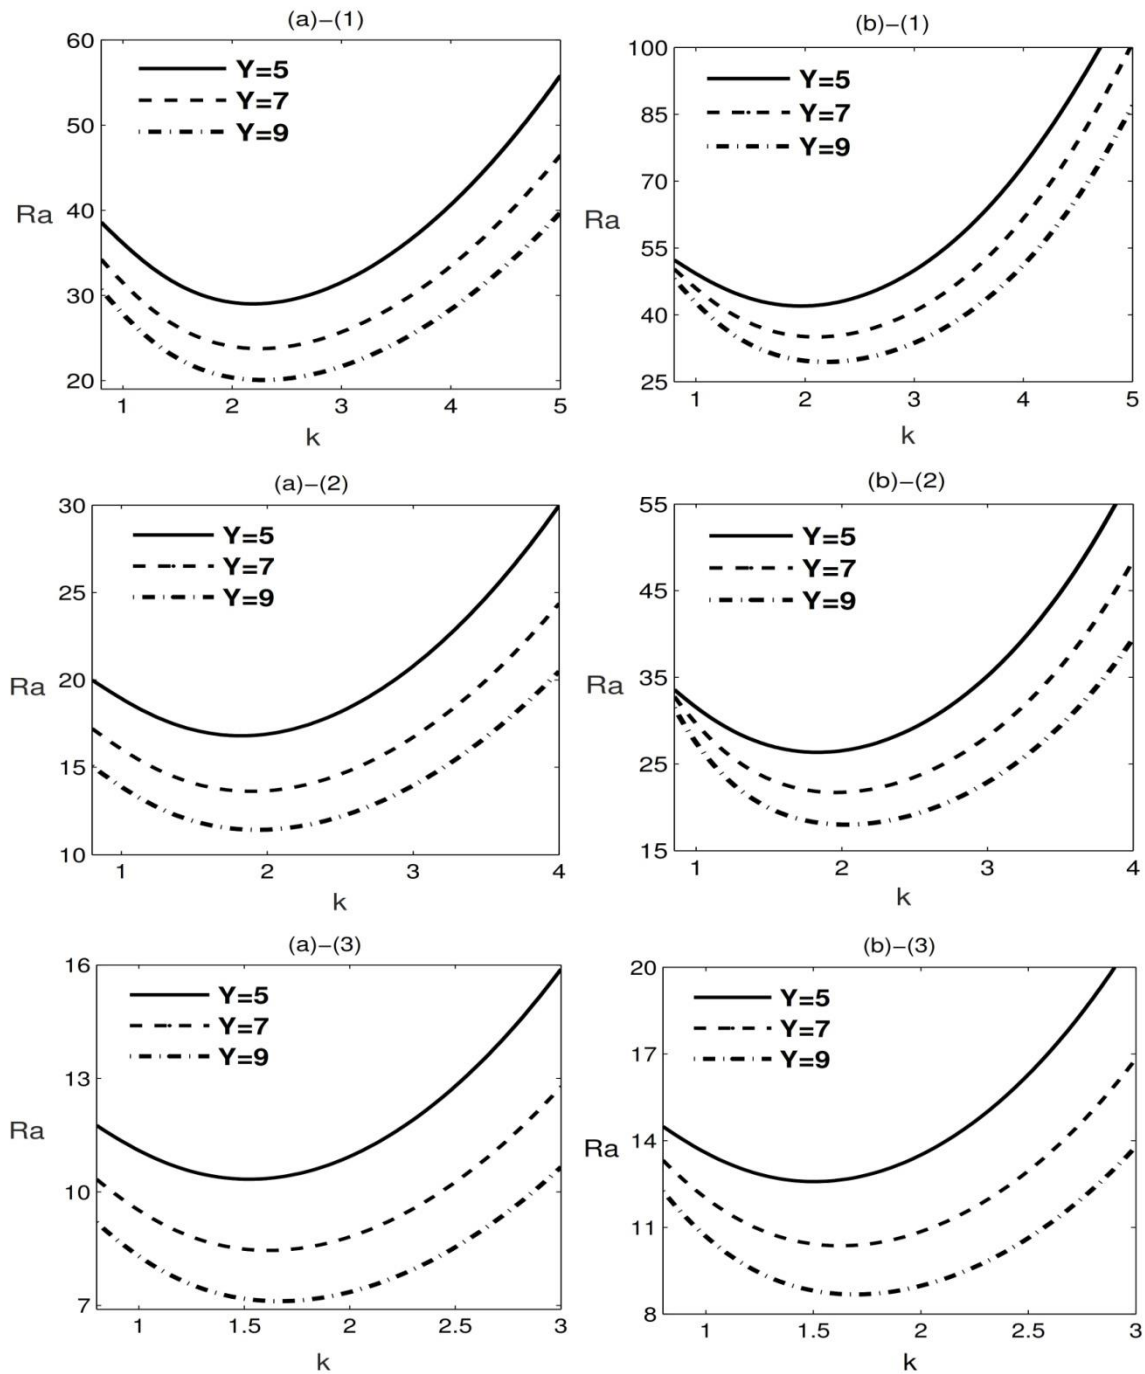 (a)−(1)
60
50
40
30
20
Ra
Y=5
Y=7
Y=9
1 2 3 4 5
k
(b)−(1)
100
85
70
55
40
25
Ra
Y=5
Y=7
Y=9
1 2 3 4 5
k
(a)−(2)
30
25
20
15
10
Ra
Y=5
Y=7
Y=9
1 2 3 4
k
(b)−(2)
55
45
35
25
15
Ra
Y=5
Y=7
Y=9
1 2 3 4
k
(a)−(3)
16
13
10
7
Ra
Y=5
Y=7
Y=9
1 1.5 2 2.5 3
k
(b)−(3)
20
17
14
11
8
Ra
Y=5
Y=7
Y=9
1 1.5 2 2.5 3
k